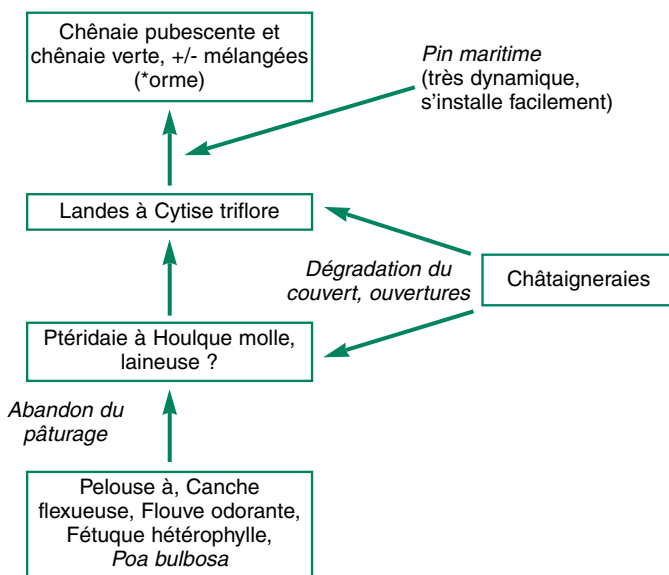 Chênaie pubescente et
chênaie verte, +/- mélangées
(*orme)
Pin maritime
(très dynamique,
s'installe facilement)
Landes à Cytise triflore
Dégradation du
couvert, ouvertures
Châtaigneraies
Ptéridaie à Houlque molle,
laineuse ?
Abandon du
pâturage
Pelouse à, Canche
flexueuse, Flouve odorante,
Fétuque hétérophylle,
Poa bulbosa